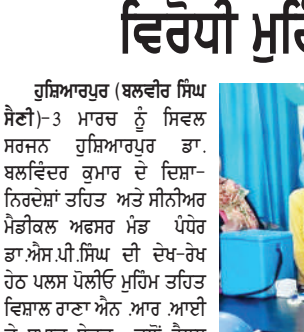 ਵਿਰੋਧੀ
ਹੁਸ਼ਿਆਰਪੁਰ (ਬਲਵੀਰ ਸਿੰਘ
ਸੈਣੀ)-3 ਮਾਰਚ ਨੂੰ ਸਿਵਲ
ਸਰਜਨ ਹੁਸ਼ਿਆਰਪੁਰ ਡਾ.
ਬਲਵਿੰਦਰ ਕੁਮਾਰ ਦੇ ਦਿਸ਼ਾ-
ਨਿਰਦੇਸ਼ਾਂ ਤਹਿਤ ਅਤੇ ਸੀਨੀਅਰ
ਮੈਡੀਕਲ ਅਫਸਰ ਮੰਡ ਪੰਧੇਰ
ਡਾ.ਐਸ.ਪੀ.ਸਿੰਘ ਦੀ ਦੇਖ-ਰੇਖ
ਹੇਠ ਪਲਸ ਪੋਲੀਓ ਮੁਹਿੰਮ ਤਹਿਤ
ਵਿਸ਼ਾਲ ਰਾਣਾ ਐਨ .ਆਰ .ਆਈ